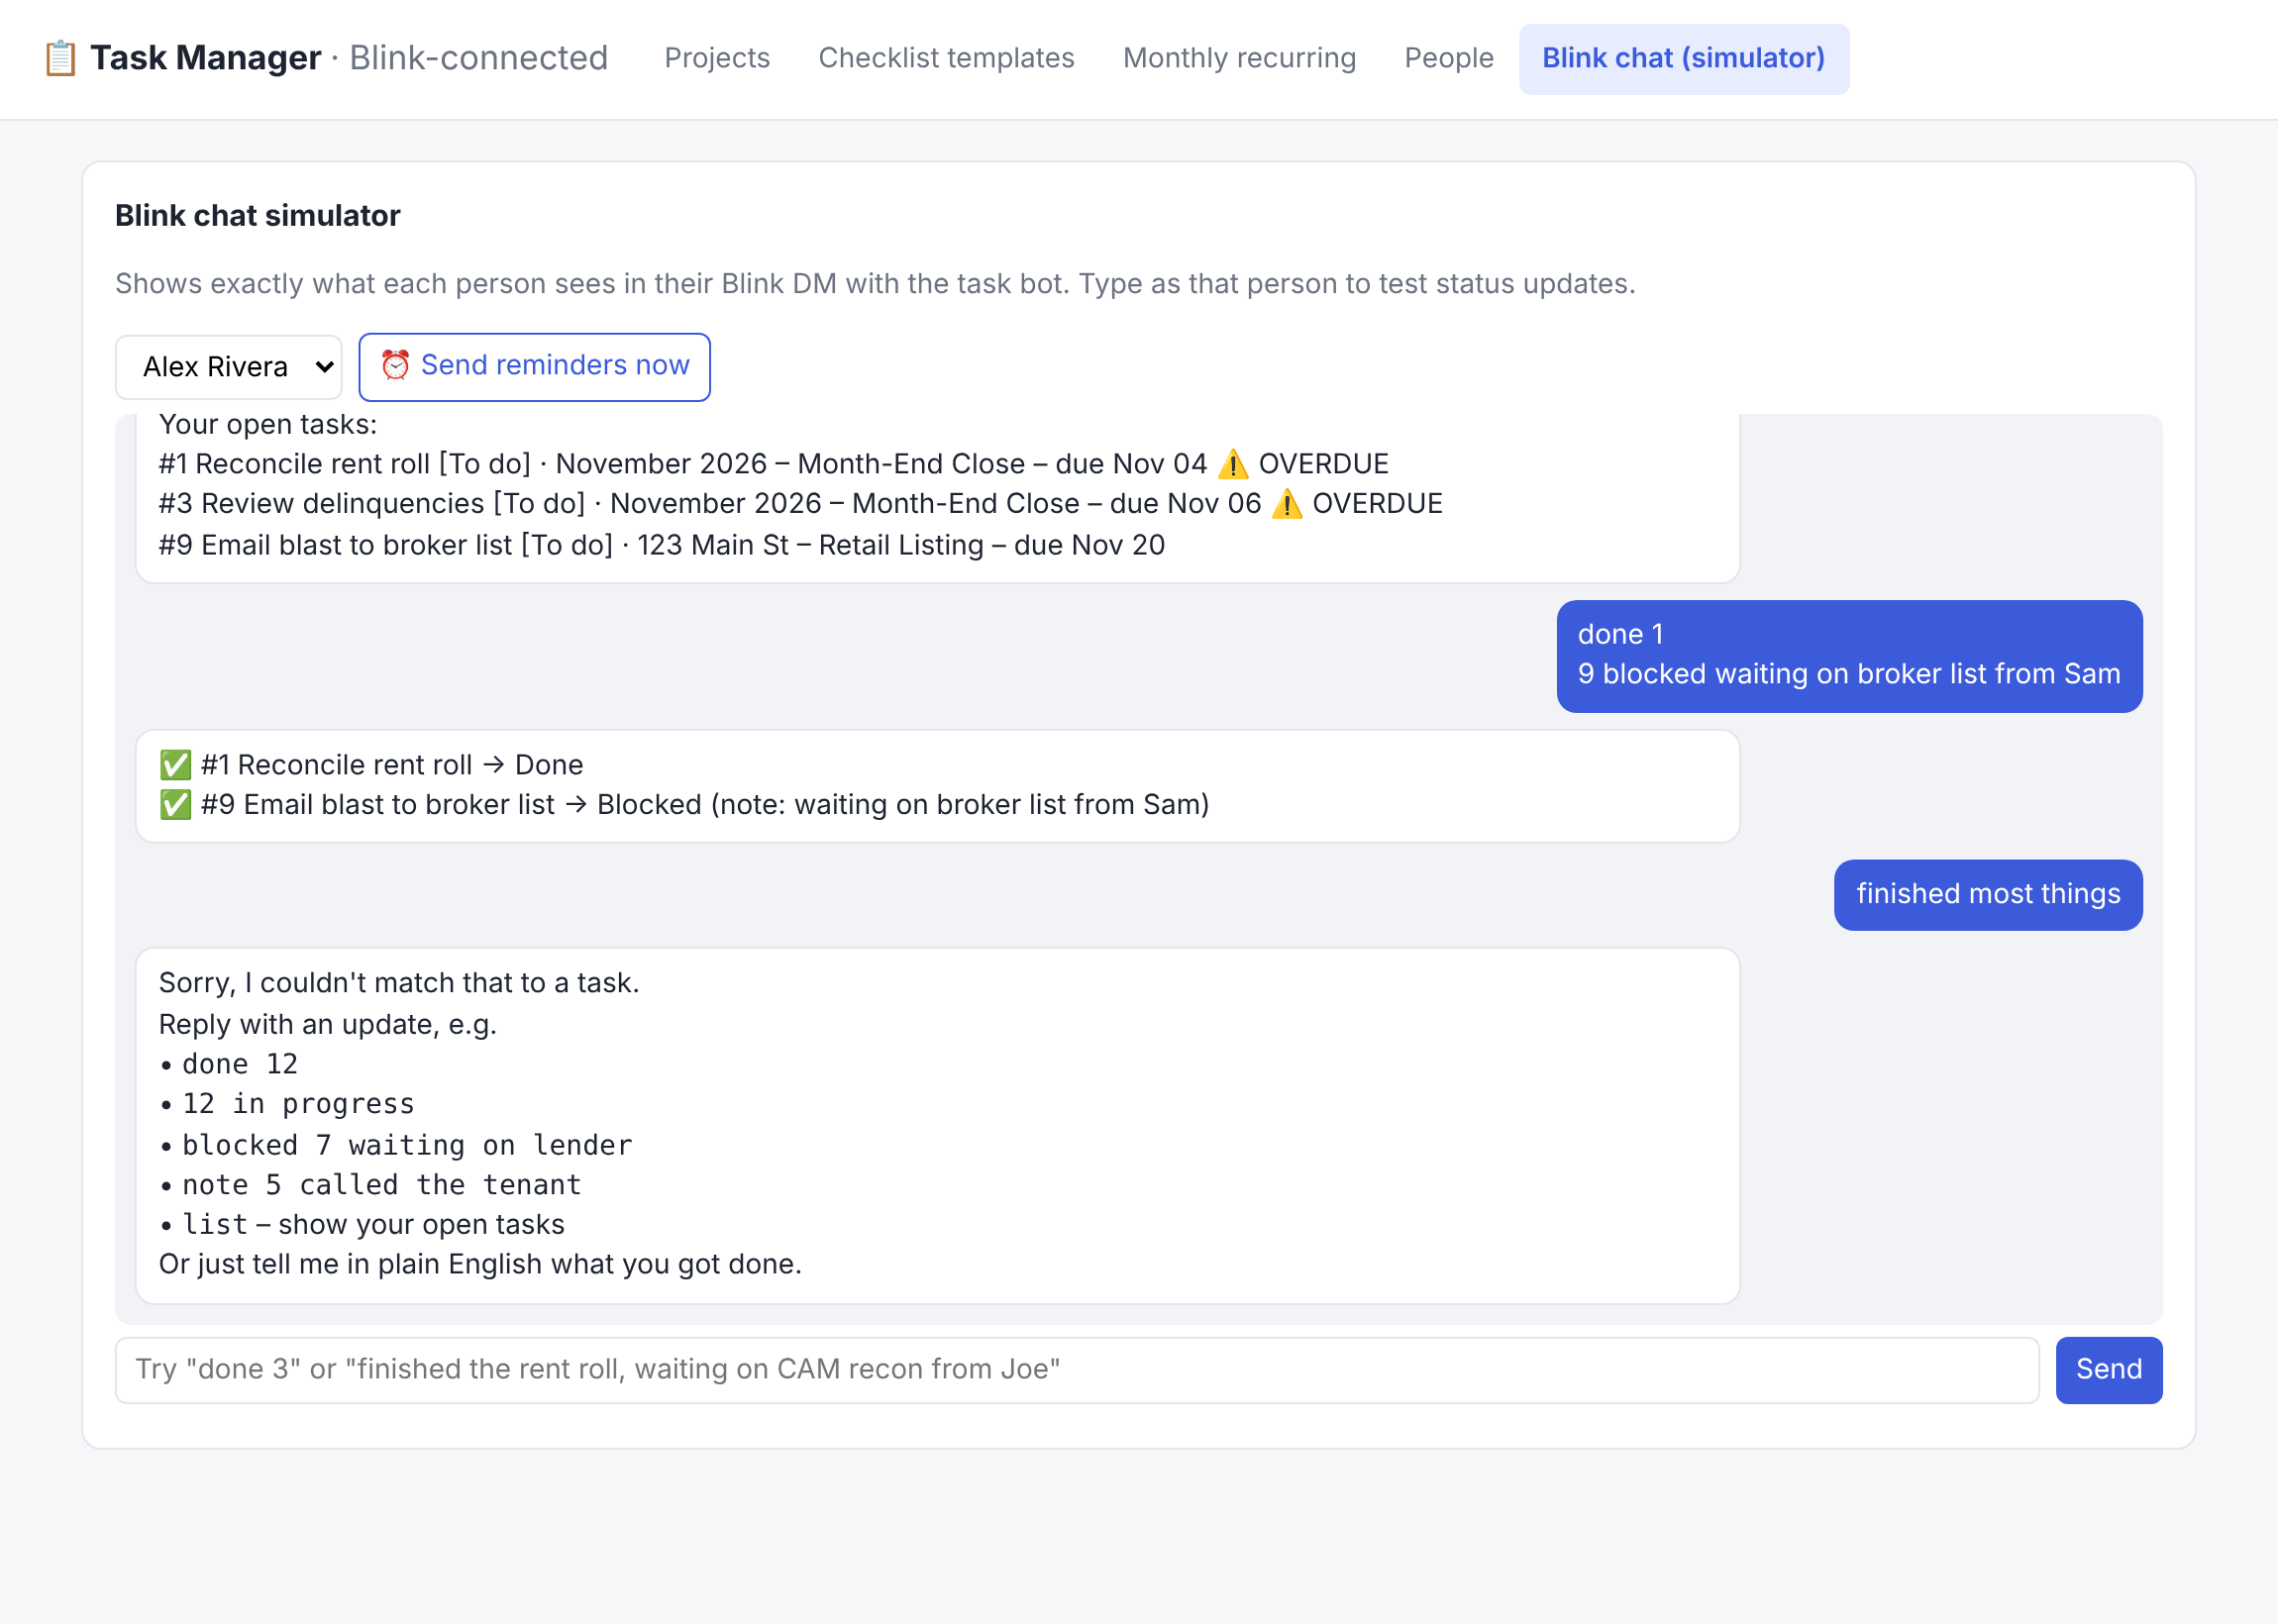 📋 Task Manager · Blink-connected Projects Checklist templates Monthly recurring People Blink chat (simulator)
Blink chat simulator
Shows exactly what each person sees in their Blink DM with the task bot. Type as that person to test status updates.
Alex Rivera ⏰ Send reminders now
Your open tasks:
#1 Reconcile rent roll [To do] · November 2026 – Month-End Close – due Nov 04 ⚠️ OVERDUE
#3 Review delinquencies [To do] · November 2026 – Month-End Close – due Nov 06 ⚠️ OVERDUE
#9 Email blast to broker list [To do] · 123 Main St – Retail Listing – due Nov 20
done 1
9 blocked waiting on broker list from Sam
✅ #1 Reconcile rent roll → Done
✅ #9 Email blast to broker list → Blocked (note: waiting on broker list from Sam)
finished most things
Sorry, I couldn't match that to a task.
Reply with an update, e.g.
• done 12
• 12 in progress
• blocked 7 waiting on lender
• note 5 called the tenant
• list – show your open tasks
Or just tell me in plain English what you got done.
Try "done 3" or "finished the rent roll, waiting on CAM recon from Joe" Send